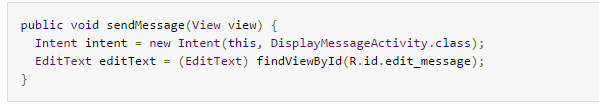 public void sendMessage(View view) {
  Intent intent = new Intent(this, DisplayMessageActivity.class);
  EditText editText = (EditText) findViewById(R.id.edit_message);
}